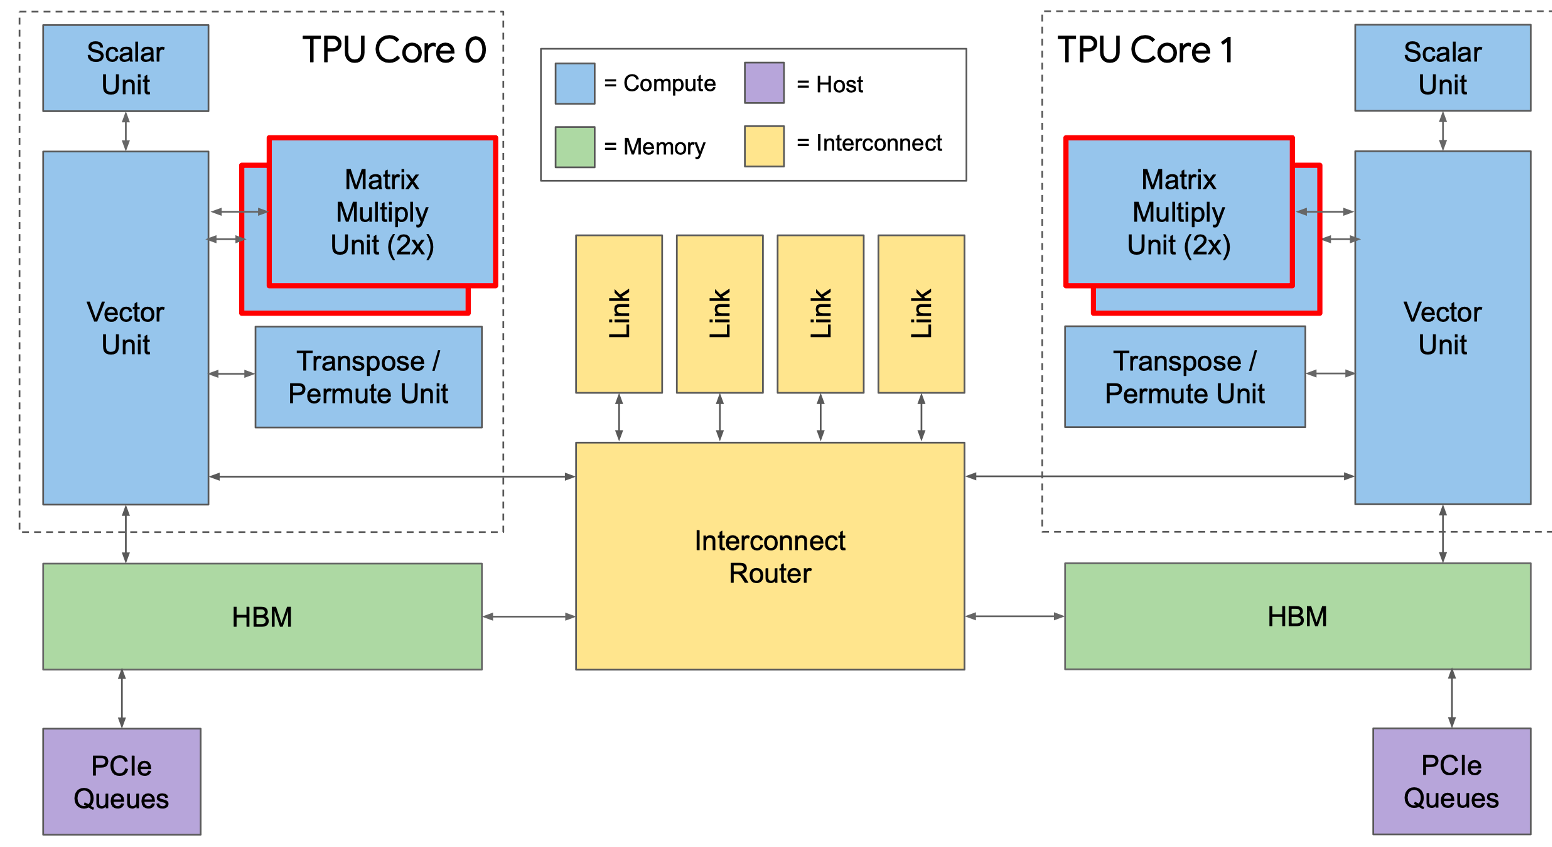 Scalar
Unit
TPU Core 0
Matrix
Multiply
Unit (2x)
Vector
Unit
Transpose /
Permute Unit
HBM
PCIe
Queues
= Compute
= Host
= Memory
= Interconnect
Link
Link
Link
Link
Interconnect
Router
TPU Core 1
Scalar
Unit
Matrix
Multiply
Unit (2x)
Vector
Unit
Transpose /
Permute Unit
HBM
PCIe
Queues